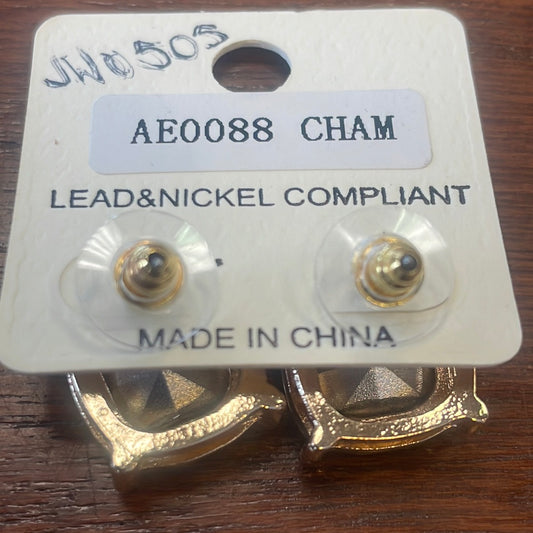 JW0505
AE0088 CHAM
LEAD&NICKEL COMPLIANT
MADE IN CHINA